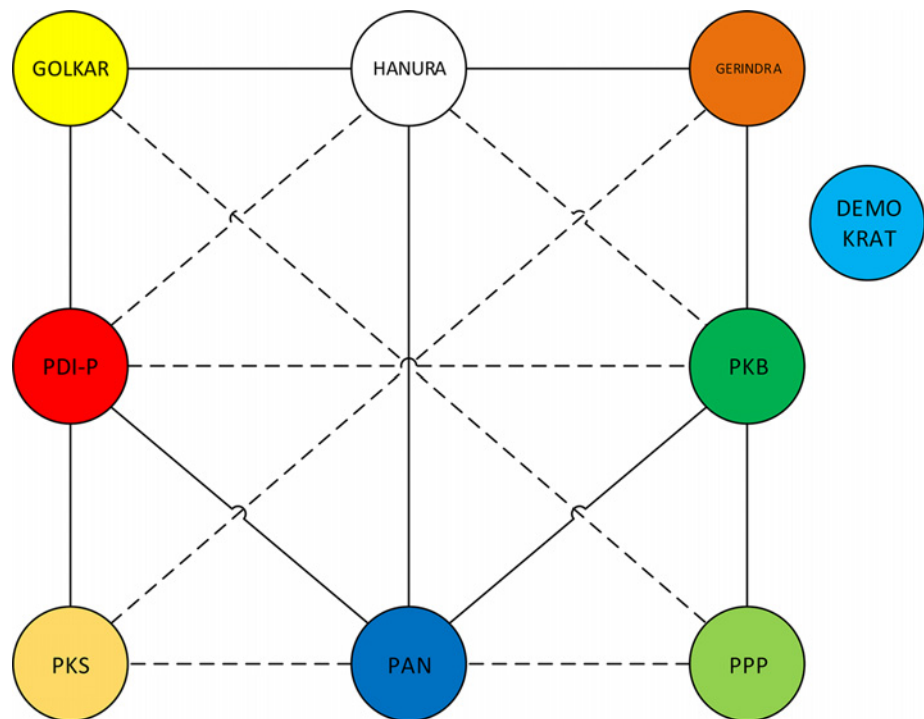 GOLKAR
HANURA
GERINDRA
DEMO
KRAT
PDI-P
PKB
PKS
PAN
PPP